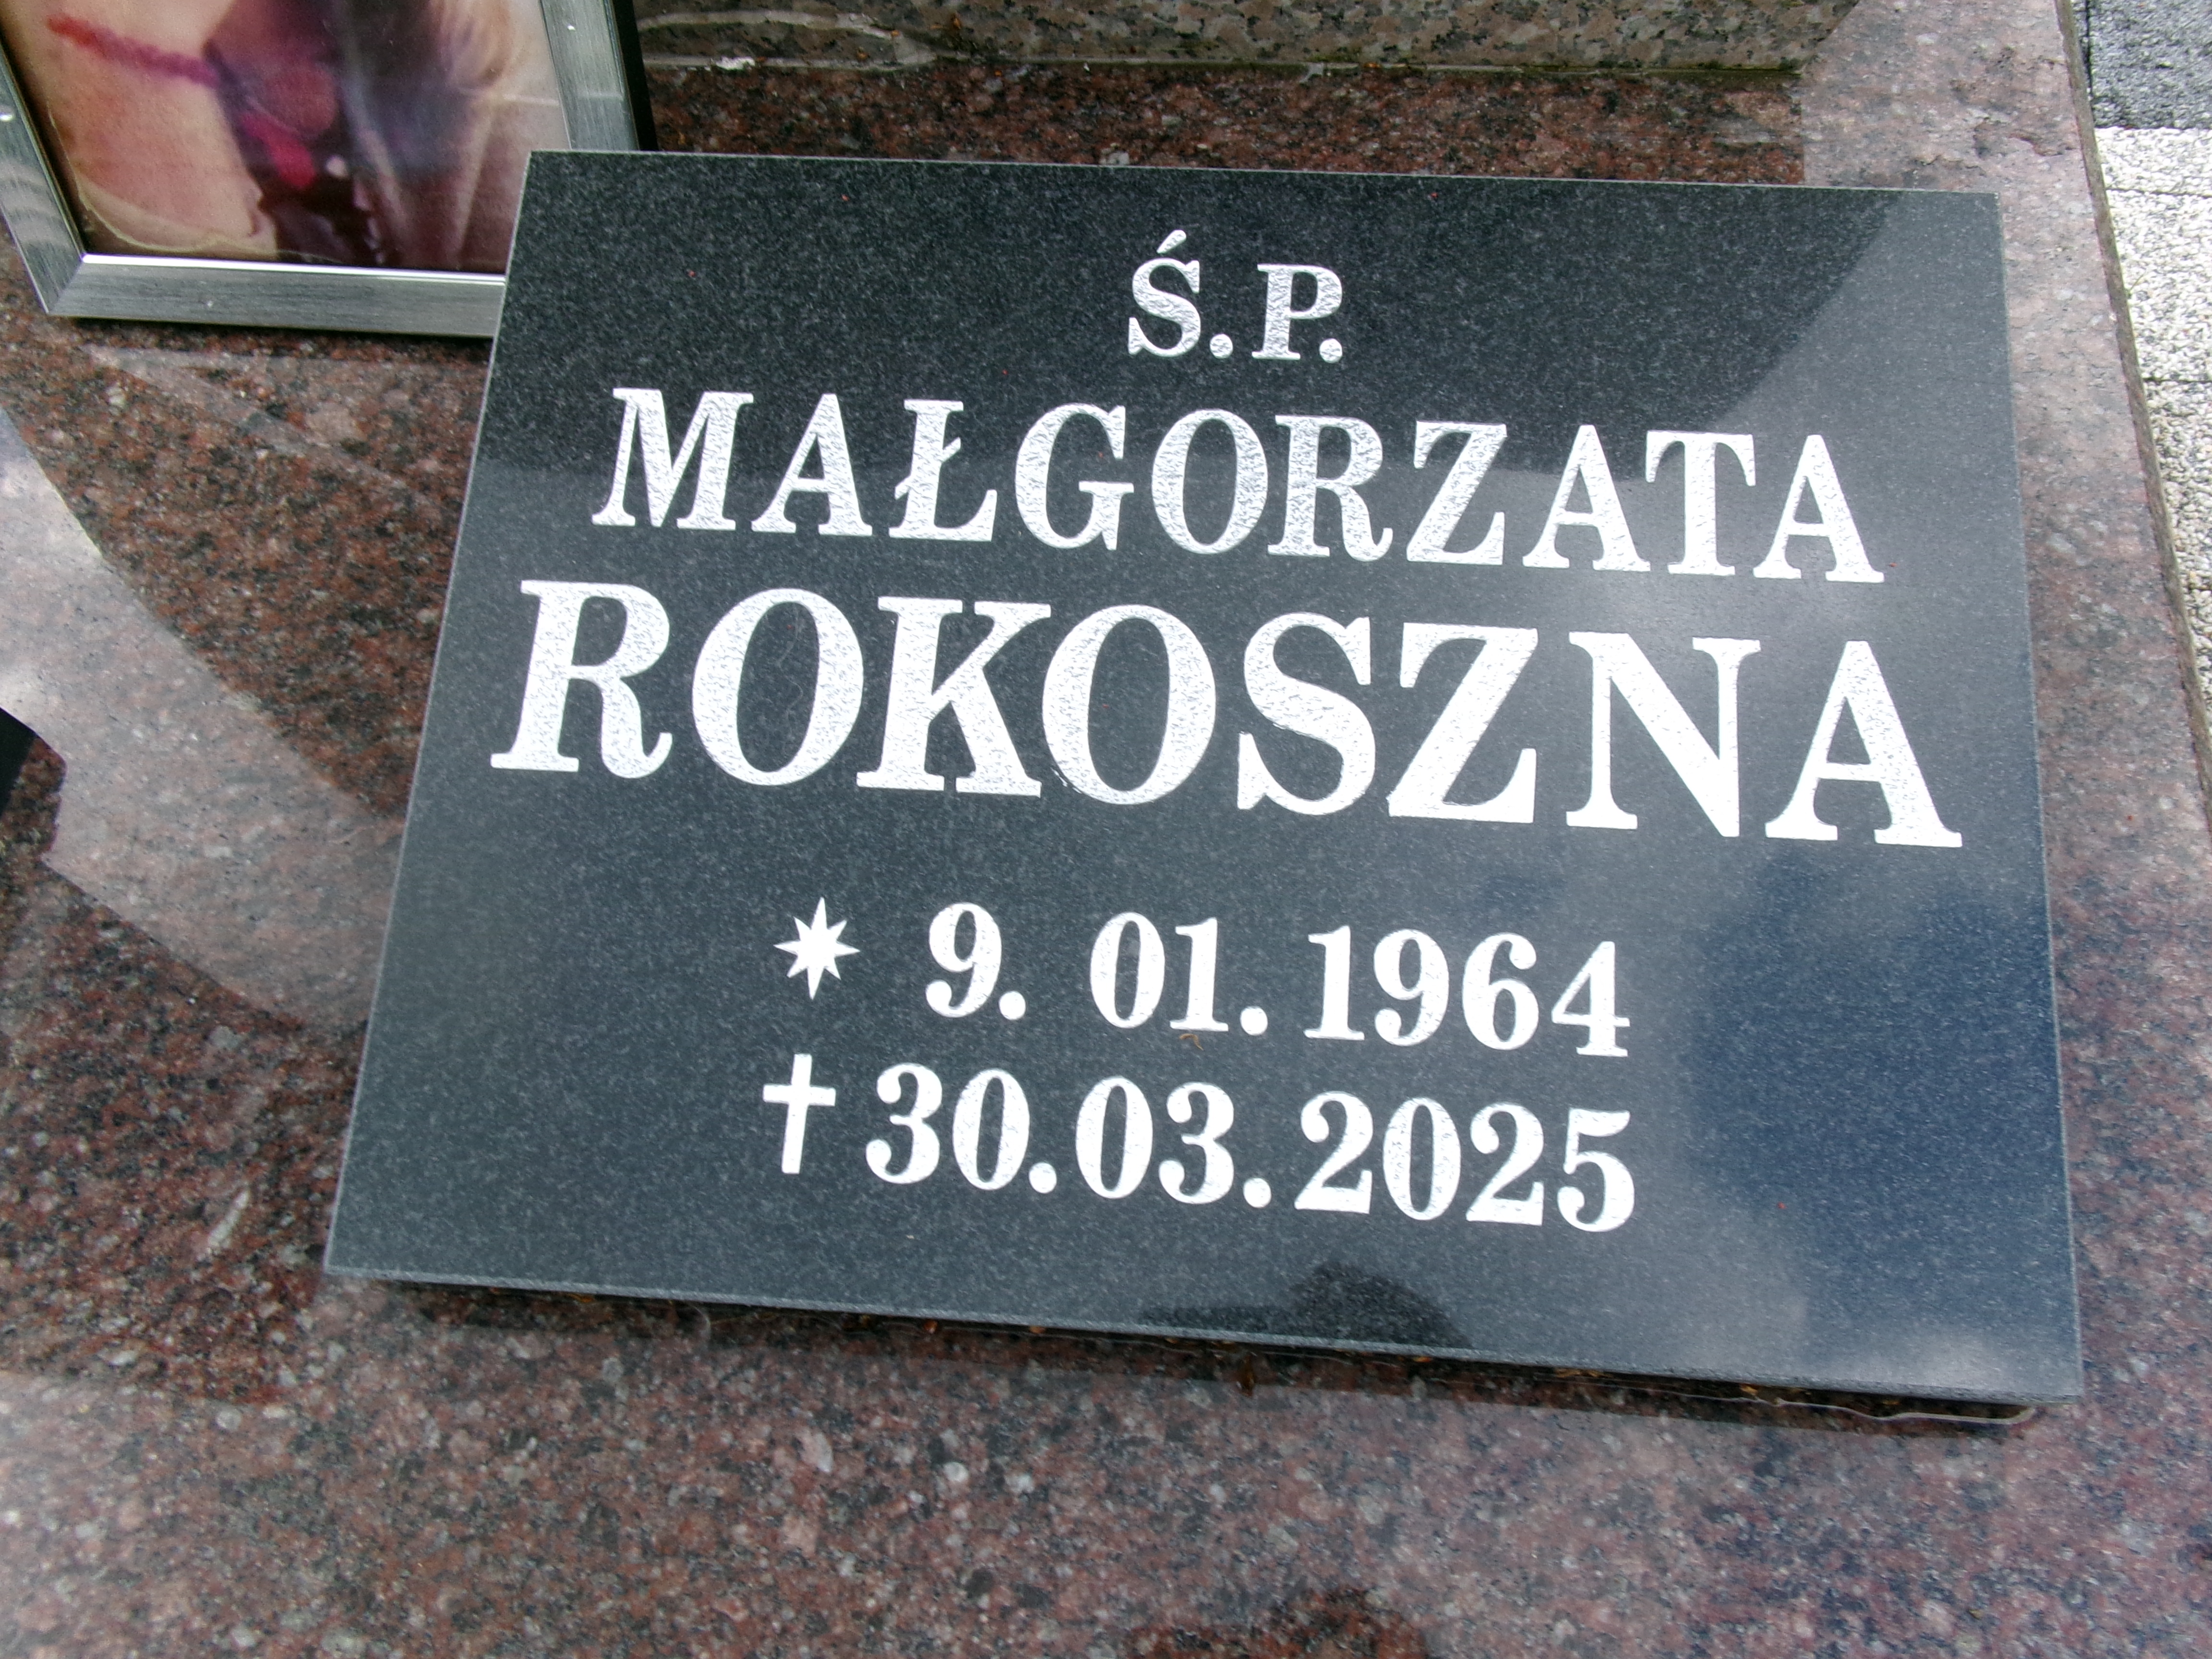 Ś.P.
MAŁGORZATA
ROKOSZNA
* 9. 01. 1964
✝ 30.03.2025